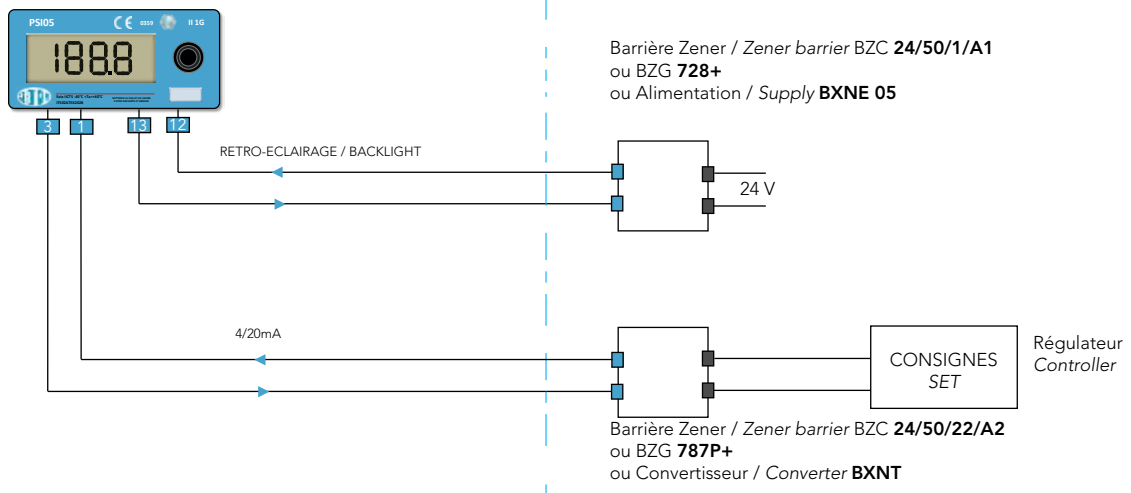 PSI05 CE 0359 II 1G
188.8
3 1 13 12
Barrière Zener / Zener barrier BZC 24/50/1/A1
ou BZG 728+
ou Alimentation / Supply BXNE 05
RETRO-ECLAIRAGE / BACKLIGHT
24 V
4/20mA
CONSIGNES
SET
Régulateur
Controller
Barrière Zener / Zener barrier BZC 24/50/22/A2
ou BZG 787P+
ou Convertisseur / Converter BXNT